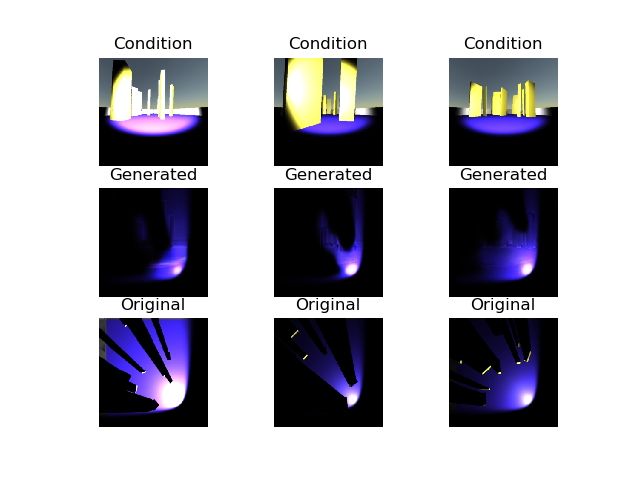 Condition Condition Condition
Generated Generated Generated
Original Original Original